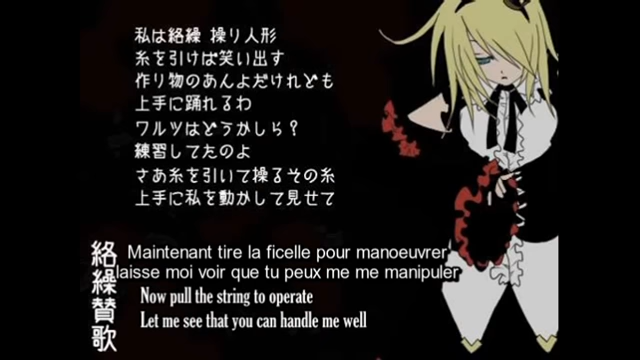 私は絡繰 操り人形
糸を引けば笑い出す
作り物のあんよだけれども
上手に踊れるわ
ワルツはどうかしら？
練習してたのよ
さあ糸を引いて操るその糸
上手に私を動かして見せて
絡繰賛歌
Maintenant tire la ficelle pour manoeuvrer
laisse moi voir que tu peux me me manipuler
Now pull the string to operate
Let me see that you can handle me well